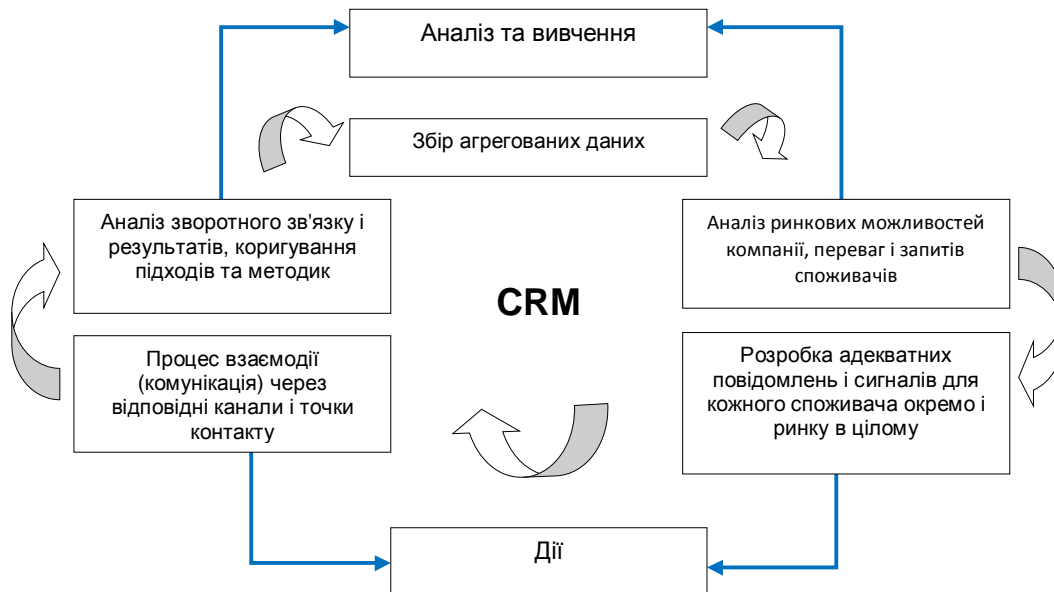 Аналіз та вивчення
Збір агрегованих даних
Аналіз зворотного зв'язку і
результатів, коригування
підходів та методик
Аналіз ринкових можливостей
компанії, переваг і запитів
споживачів
CRM
Процес взаємодії
(комунікація) через
відповідні канали і точки
контакту
Розробка адекватних
повідомлень і сигналів для
кожного споживача окремо і
ринку в цілому
Дії